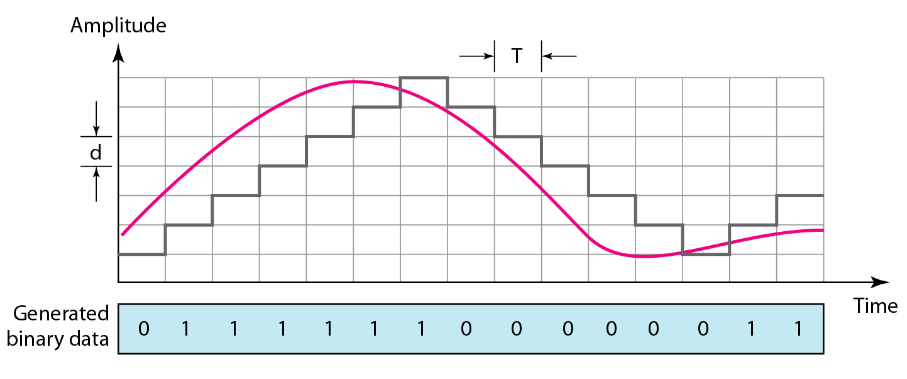 Amplitude
T
d
Time
Generated
binary data
0 1 1 1 1 1 1 0 0 0 0 0 0 1 1